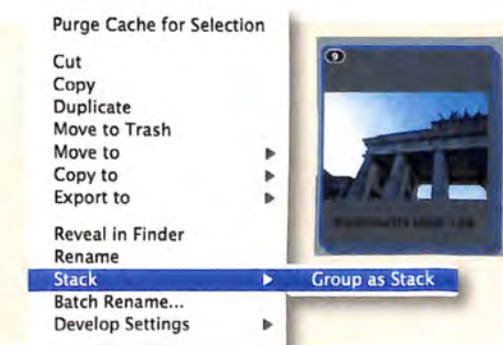 Purge Cache for Selection
Cut
Copy
Duplicate
Move to Trash
Move to
Copy to
Export to
Reveal in Finder
Rename
Stack
Group as Stack
Batch Rename...
Develop Settings
9